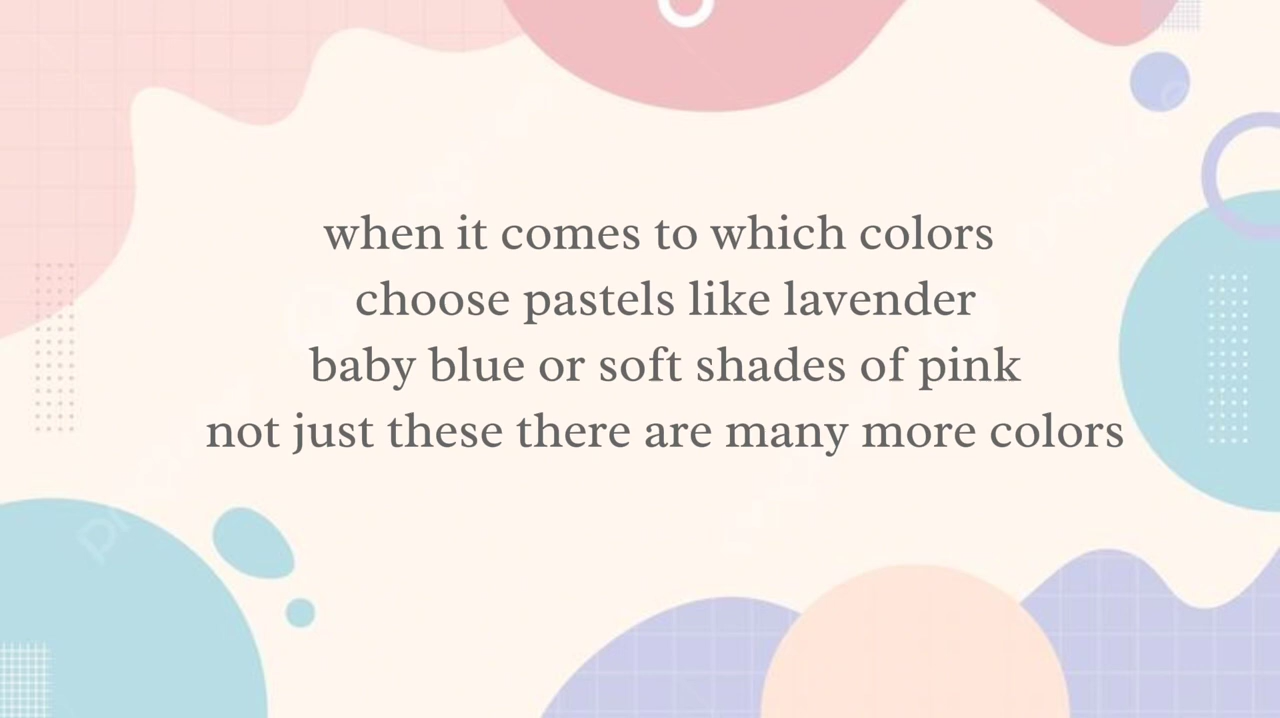 when it comes to which colors
choose pastels like lavender
baby blue or soft shades of pink
not just these there are many more colors